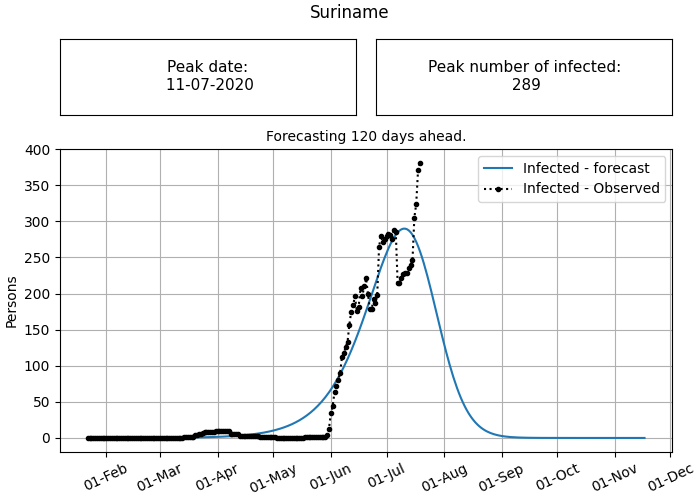 Suriname
Peak date:
11-07-2020
Peak number of infected:
289
Forecasting 120 days ahead.
Infected - forecast
Infected - Observed
Persons
400
350
300
250
200
150
100
50
0
01-Feb
01-Mar
01-Apr
01-May
01-Jun
01-Jul
01-Aug
01-Sep
01-Oct
01-Nov
01-Dec